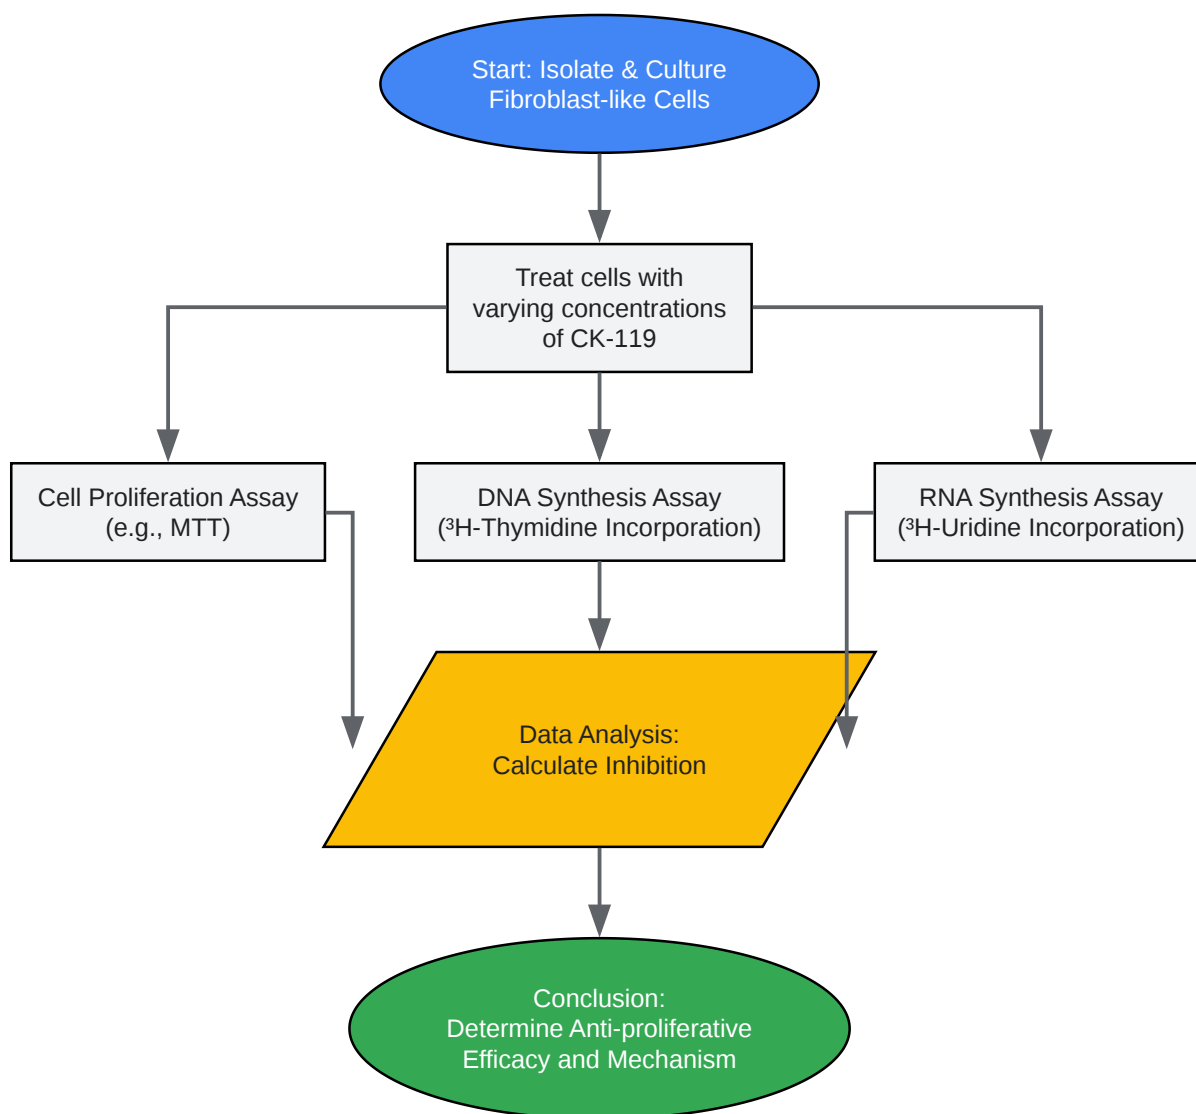 Start: Isolate & Culture
Fibroblast-like Cells
Treat cells with
varying concentrations
of CK-119
Cell Proliferation Assay
(e.g., MTT)
DNA Synthesis Assay
(³H-Thymidine Incorporation)
RNA Synthesis Assay
(³H-Uridine Incorporation)
Data Analysis:
Calculate Inhibition
Conclusion:
Determine Anti-proliferative
Efficacy and Mechanism